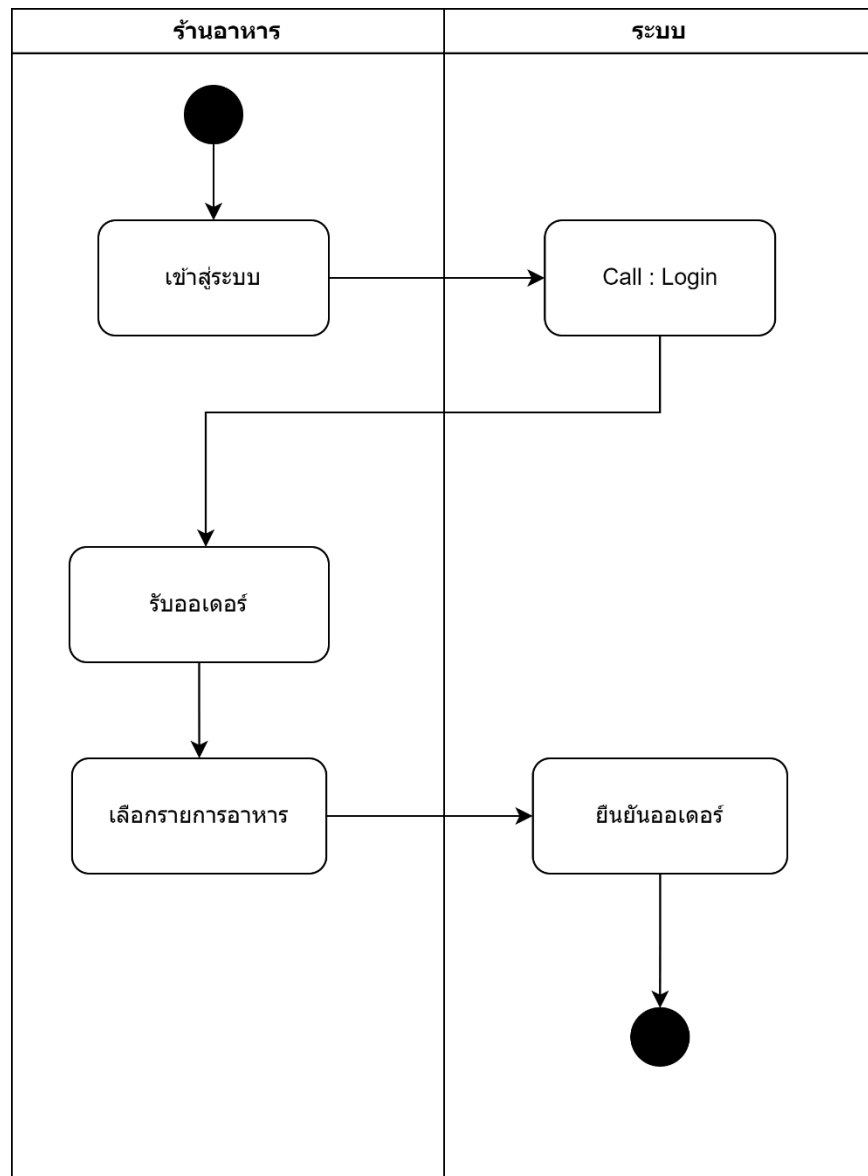 ร้านอาหาร
ระบบ
เข้าสู่ระบบ
Call : Login
รับออเดอร์
เลือกรายการอาหาร
ยืนยันออเดอร์